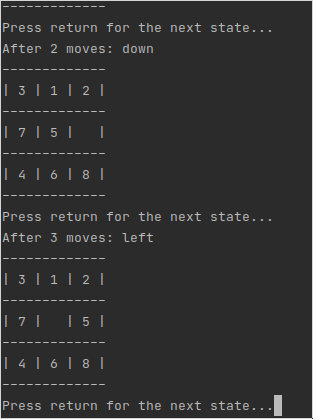 -------------
Press return for the next state...
After 2 moves: down
-------------
| 3 | 1 | 2 |
-------------
| 7 | 5 |   |
-------------
| 4 | 6 | 8 |
-------------
Press return for the next state...
After 3 moves: left
-------------
| 3 | 1 | 2 |
-------------
| 7 |   | 5 |
-------------
| 4 | 6 | 8 |
-------------
Press return for the next state...